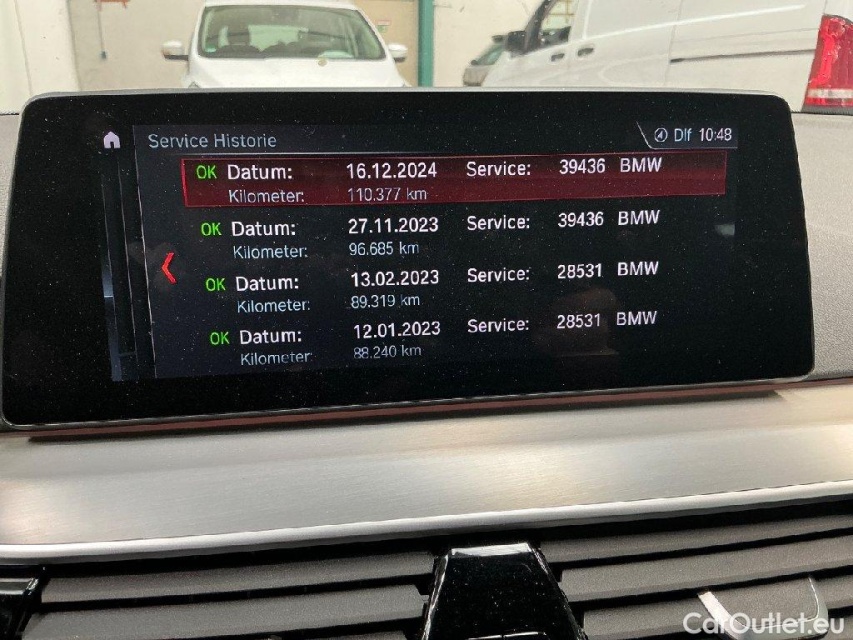 Service Historie Dlf 10:48
OK Datum: 16.12.2024 Service: 39436 BMW
Kilometer: 110.377 km
OK Datum: 27.11.2023 Service: 39436 BMW
Kilometer: 96.685 km
OK Datum: 13.02.2023 Service: 28531 BMW
Kilometer: 89.319 km
OK Datum: 12.01.2023 Service: 28531 BMW
Kilometer: 88.240 km
CarOutlet.eu